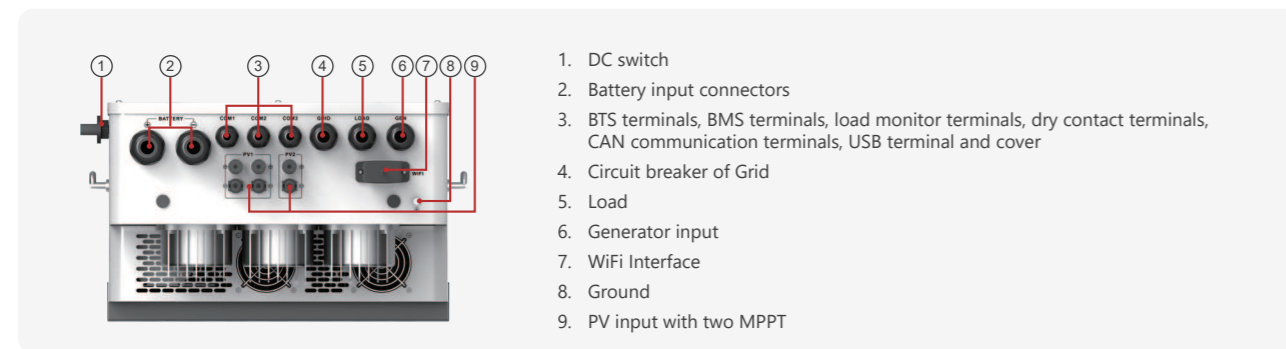 ① ② ③ ④ ⑤ ⑥ ⑦ ⑧ ⑨
BATTERY COM1 COM2 COM3 GRID LOAD GEN
PV1 PV2
WIFI
1. DC switch
2. Battery input connectors
3. BTS terminals, BMS terminals, load monitor terminals, dry contact terminals,
CAN communication terminals, USB terminal and cover
4. Circuit breaker of Grid
5. Load
6. Generator input
7. WiFi Interface
8. Ground
9. PV input with two MPPT